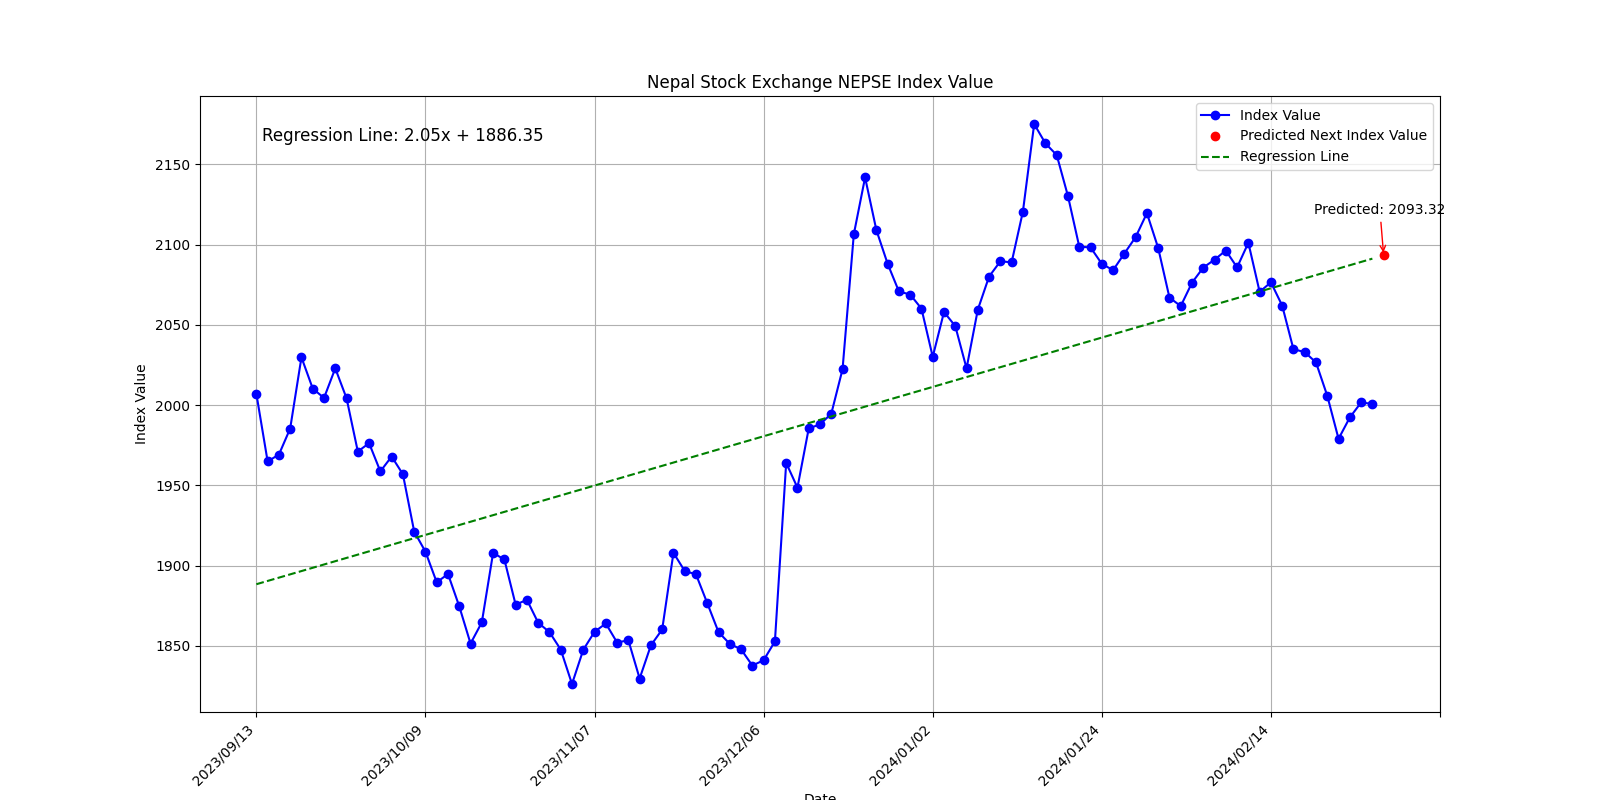 Nepal Stock Exchange NEPSE Index Value
Regression Line: 2.05x + 1886.35
Index Value
Predicted Next Index Value
Regression Line
Predicted: 2093.32
2150
2100
2050
2000
1950
1900
1850
Index Value
2023/09/13
2023/10/09
2023/11/07
2023/12/06
2024/01/02
2024/01/24
2024/02/14
Date